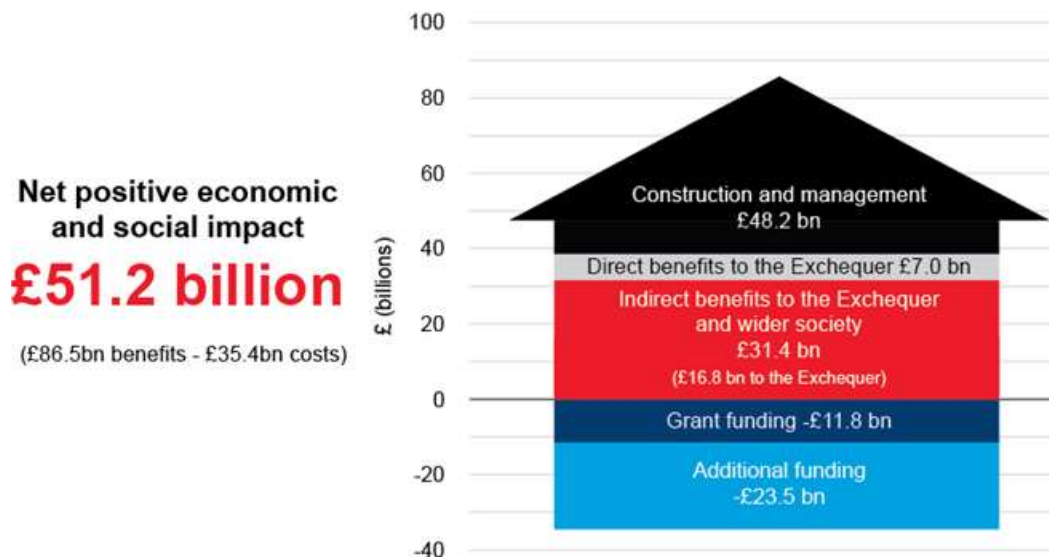 Net positive economic
and social impact
£51.2 billion
(£86.5bn benefits - £35.4bn costs)
£ (billions)
100
80
60
40
20
0
-20
-40
Construction and management
£48.2 bn
Direct benefits to the Exchequer £7.0 bn
Indirect benefits to the Exchequer
and wider society
£31.4 bn
(£16.8 bn to the Exchequer)
Grant funding -£11.8 bn
Additional funding
-£23.5 bn